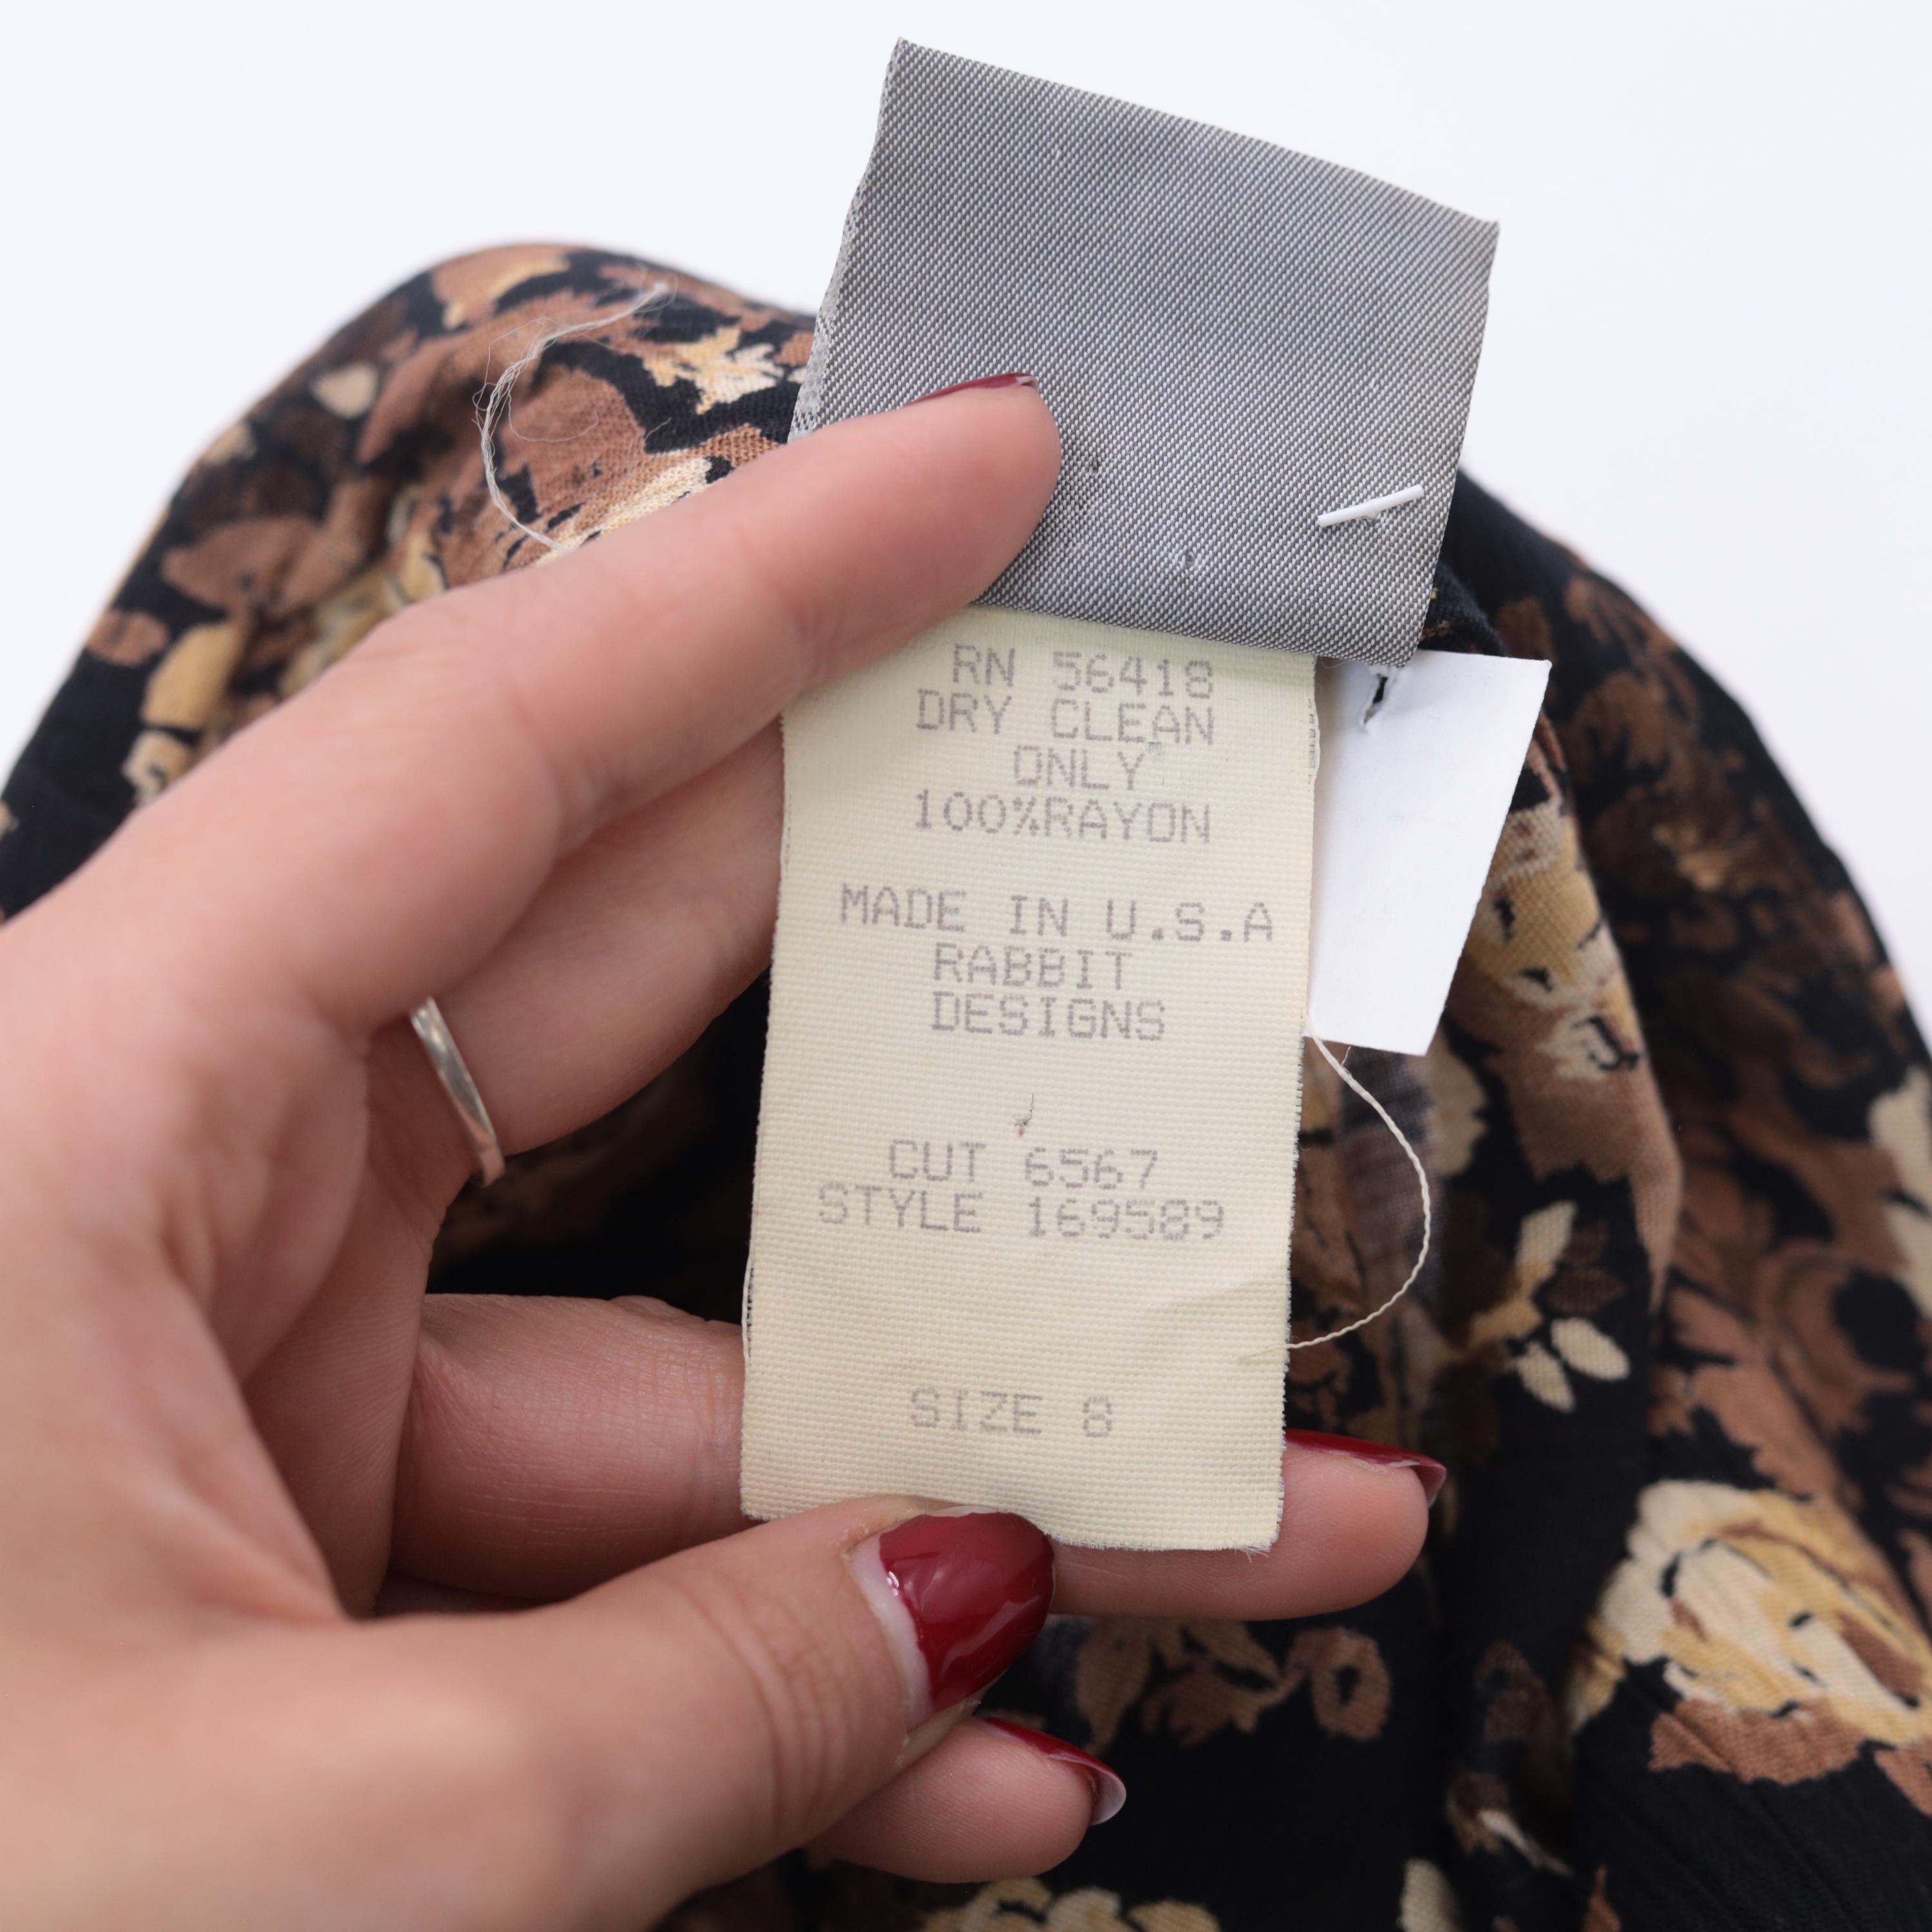 RN 56418
DRY CLEAN
ONLY
100%RAYON
MADE IN U.S.A
RABBIT
DESIGNS
CUT 6567
STYLE 169589
SIZE 8